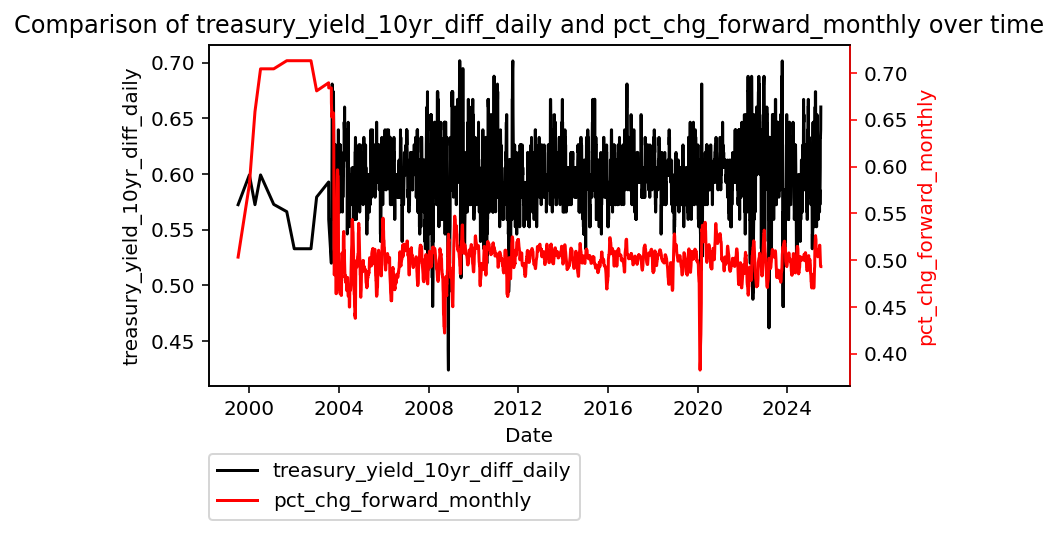 Comparison of treasury_yield_10yr_diff_daily and pct_chg_forward_monthly over time
treasury_yield_10yr_diff_daily
0.70
0.65
0.60
0.55
0.50
0.45
0.70
0.65
0.60
0.55
0.50
0.45
0.40
pct_chg_forward_monthly
2000 2004 2008 2012 2016 2020 2024
Date
treasury_yield_10yr_diff_daily
pct_chg_forward_monthly